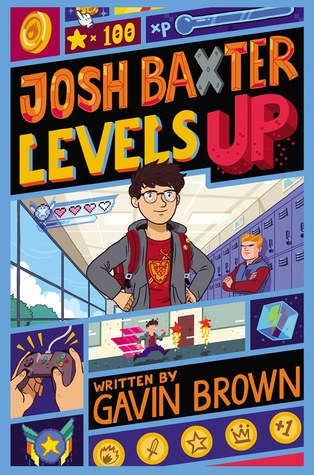 × 100
XP
JOSH BAXTER
LEVELS UP
WRITTEN BY
GAVIN BROWN
+1